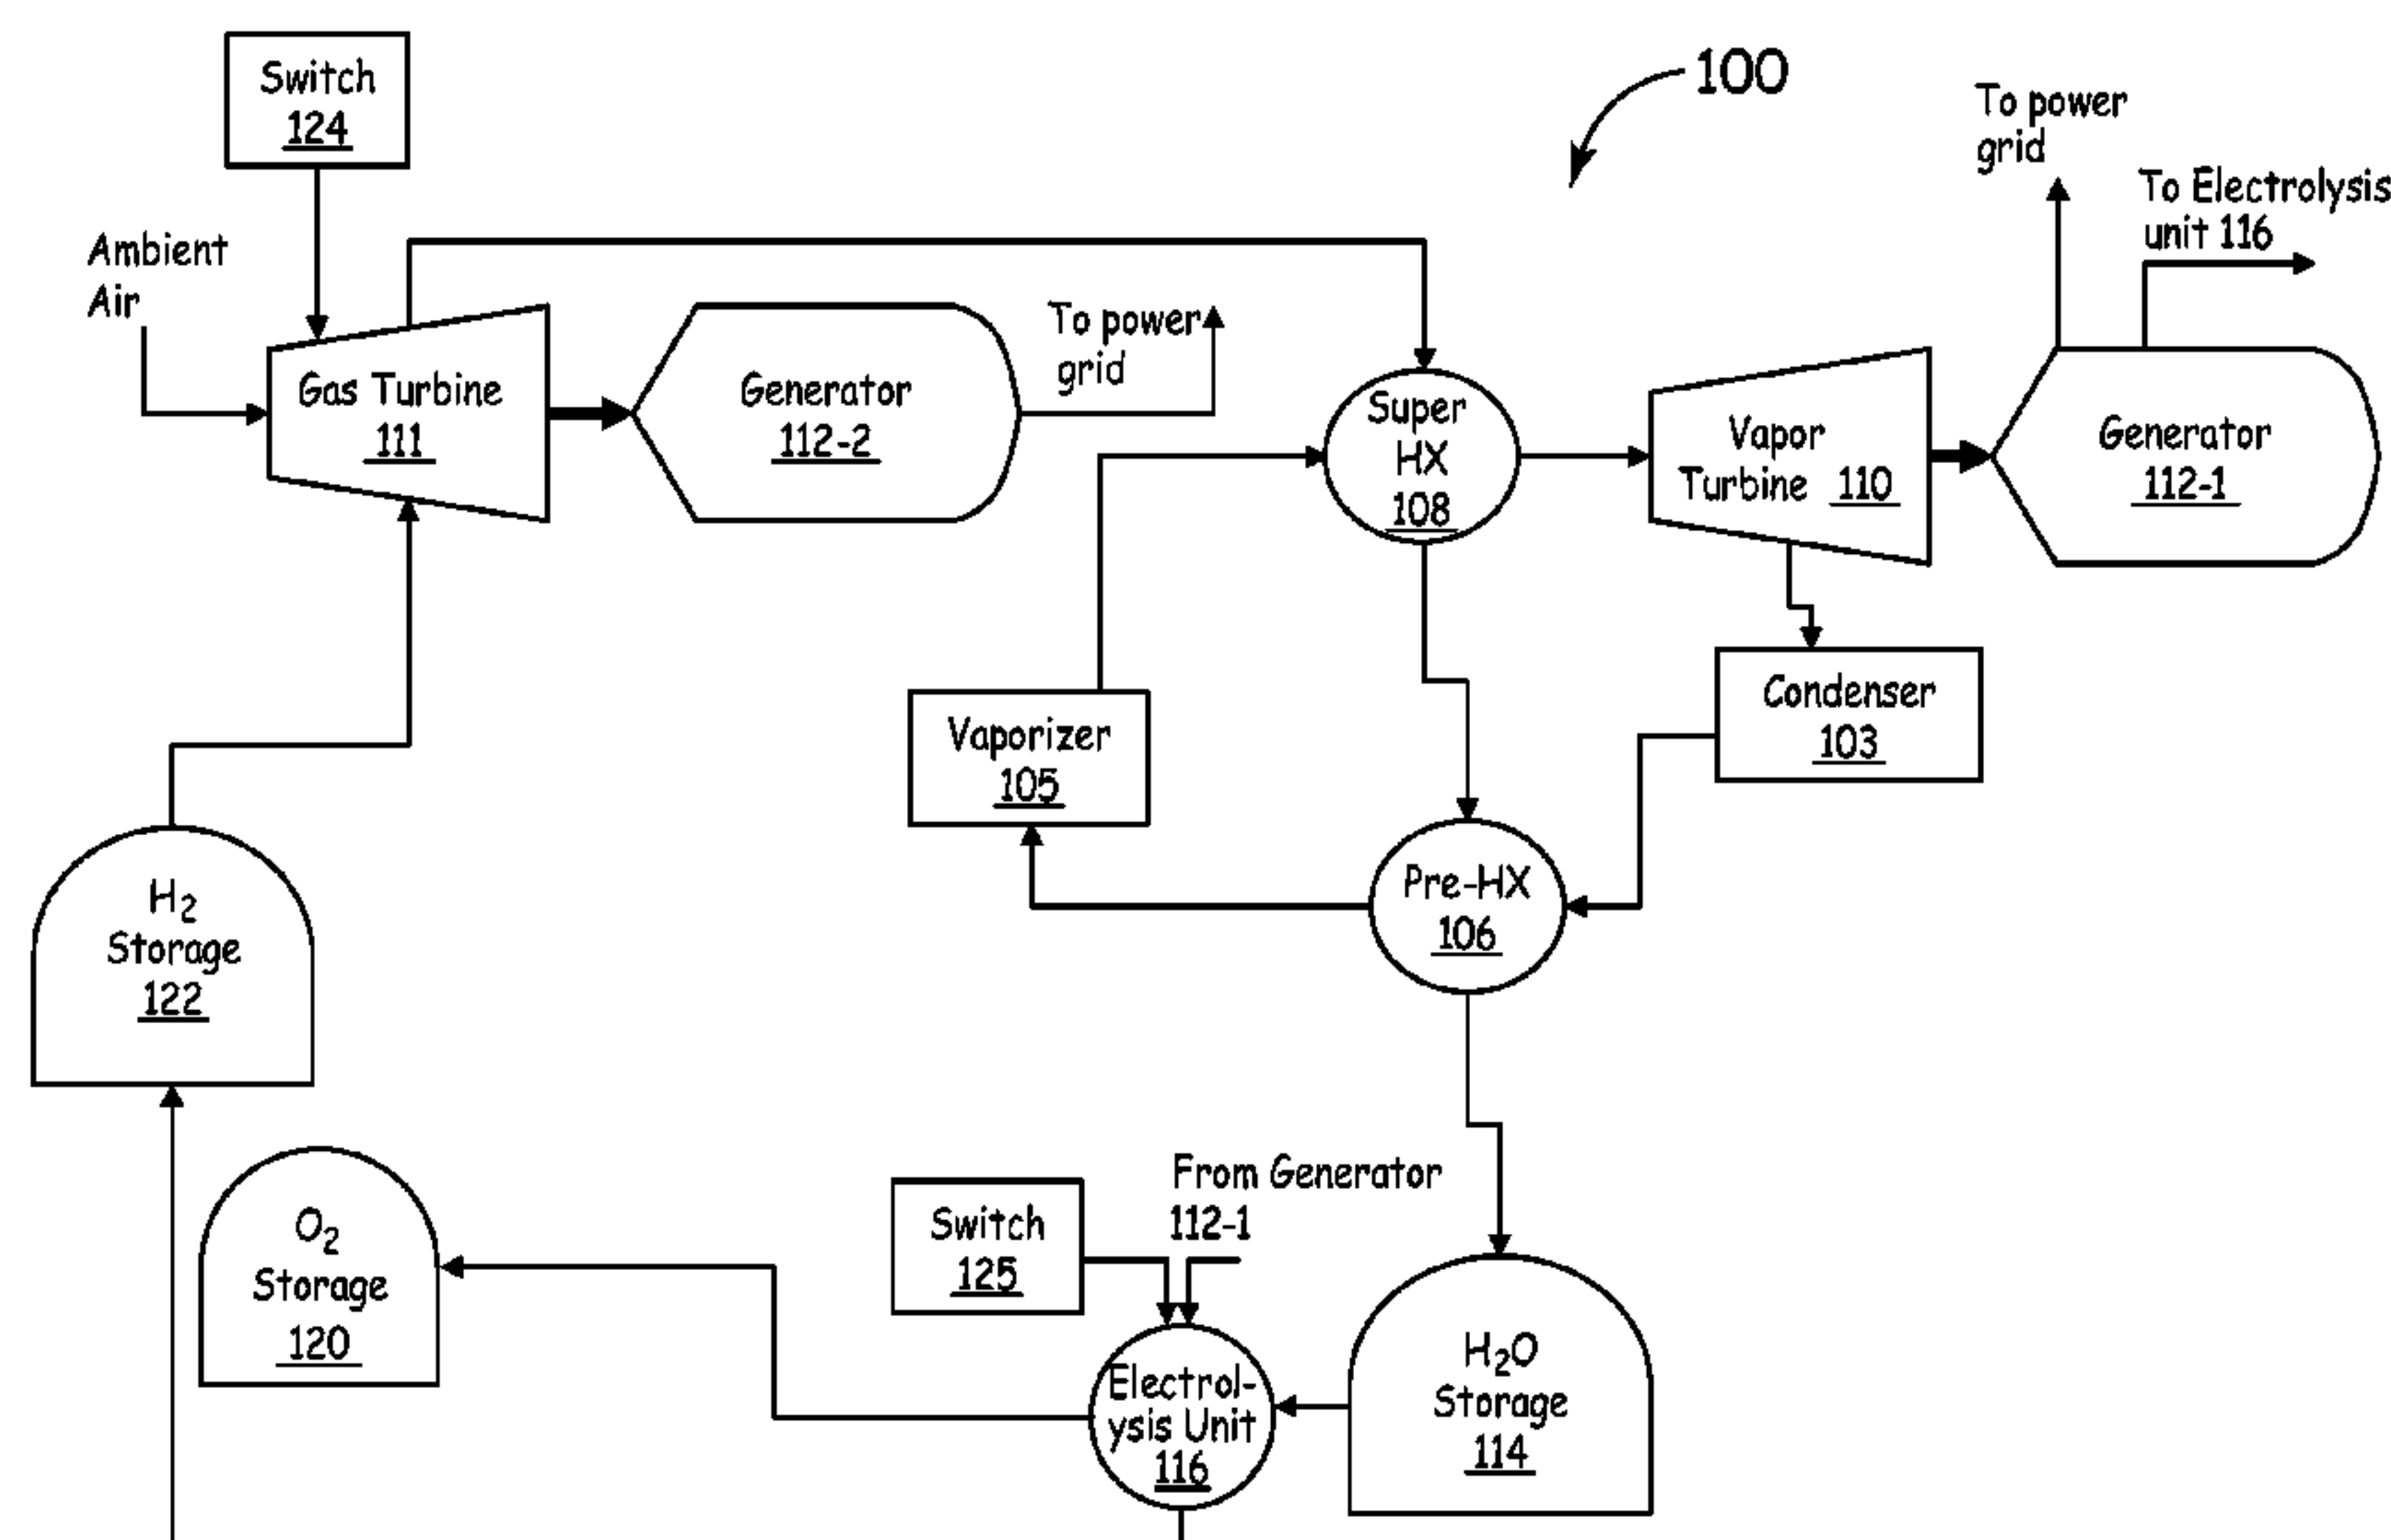 Switch
124
100
To power
grid
To Electrolysis
unit 116
Ambient
Air
Gas Turbine
111
Generator
112-2
To power
grid
Super
HX
108
Vapor
Turbine 110
Generator
112-1
Vaporizer
105
Condenser
103
H₂
Storage
122
Pre-HX
106
O₂
Storage
120
Switch
125
From Generator
112-1
Electrol-
ysis Unit
116
H₂O
Storage
114